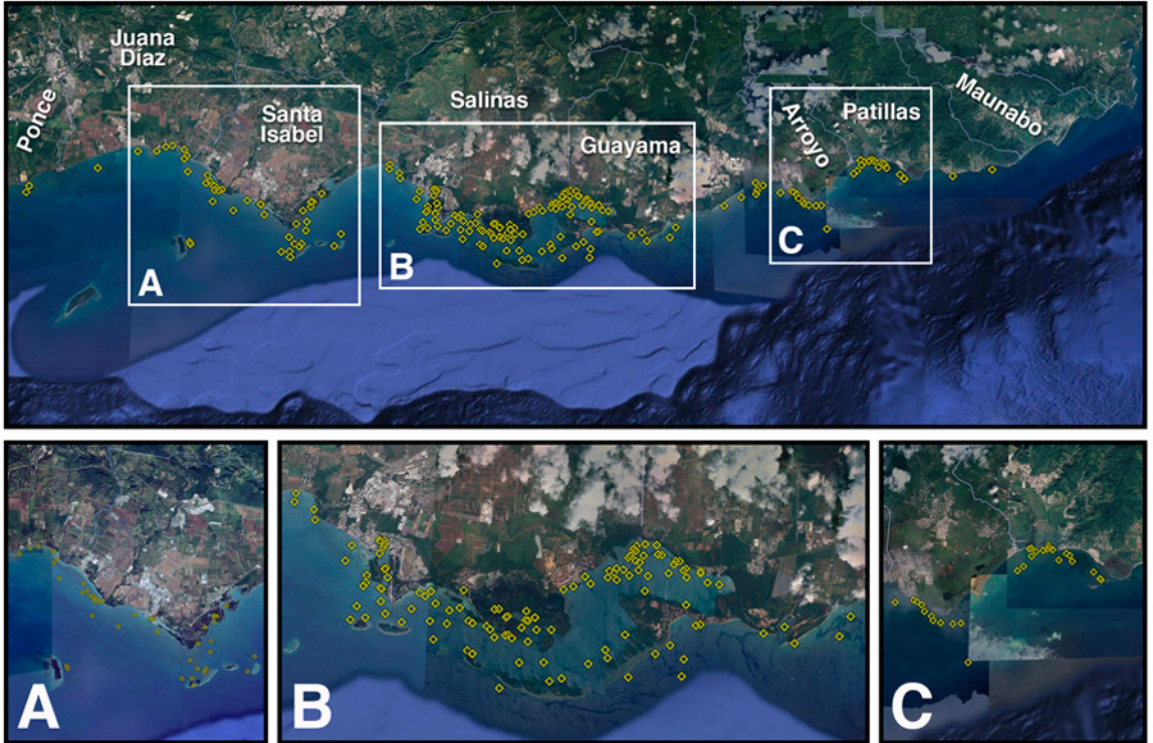 Juana
Díaz
Ponce
Santa
Isabel
Salinas
Guayama
Arroyo
Patillas
Maunabo
A
B
C
A
B
C